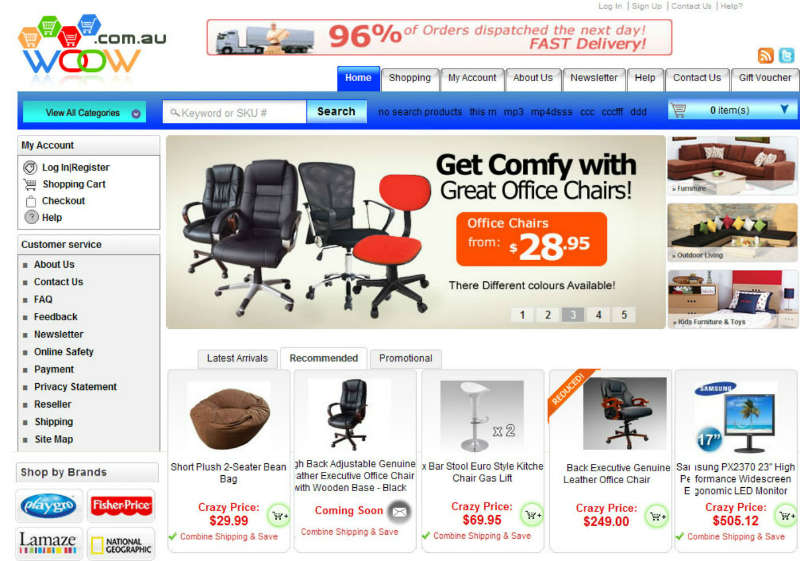 Log In | Sign Up | Contact Us | Help?
.com.au
WOOW
96% of Orders dispatched the next day!
FAST Delivery!
Home
Shopping
My Account
About Us
Newsletter
Help
Contact Us
Gift Voucher
View All Categories
Keyword or SKU #
Search
no search products this m mp3 mp4dsss ccc cccfff ddd
0 item(s)
My Account
Log In|Register
Shopping Cart
Checkout
Help
Customer service
About Us
Contact Us
FAQ
Feedback
Newsletter
Online Safety
Payment
Privacy Statement
Reseller
Shipping
Site Map
Shop by Brands
playgro
Fisher-Price
Lamaze
NATIONAL
GEOGRAPHIC
Get Comfy with
Great Office Chairs!
Office Chairs
from: $28.95
There Different colours Available!
1 2 3 4 5
» Furniture
» Outdoor Living
» Kids Furniture & Toys
Latest Arrivals
Recommended
Promotional
Short Plush 2-Seater Bean
Bag
Crazy Price:
$29.99
Combine Shipping & Save
gh Back Adjustable Genuine
ather Executive Office Chair
with Wooden Base - Black
Coming Soon
Combine Shipping & Save
x 2
x Bar Stool Euro Style Kitche
Chair Gas Lift
Crazy Price:
$69.95
Combine Shipping & Save
REDUCED!
Back Executive Genuine
Leather Office Chair
Crazy Price:
$249.00
Combine Shipping & Save
SAMSUNG
17"
Samsung PX2370 23" High
Performance Widescreen
Ergonomic LED Monitor
Crazy Price:
$505.12
Combine Shipping & Save